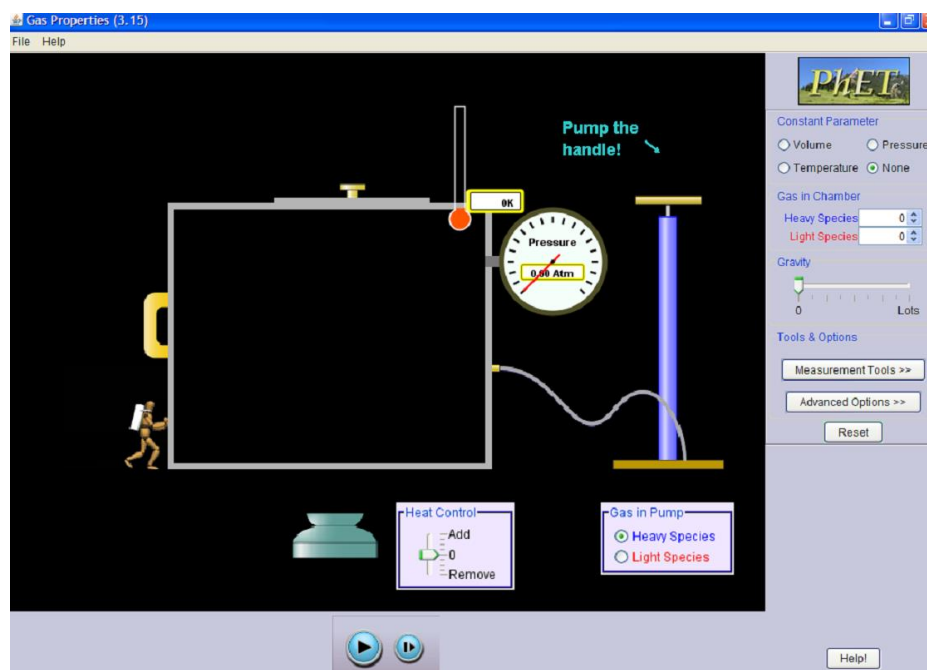 Gas Properties (3.15)
File Help
PhET
Pump the
handle!
0K
Pressure
0.00 Atm
Constant Parameter
Volume Pressure
Temperature None
Gas in Chamber
Heavy Species 0
Light Species 0
Gravity
0 Lots
Tools & Options
Measurement Tools >>
Advanced Options >>
Reset
Heat Control
Add
0
Remove
Gas in Pump
Heavy Species
Light Species
Help!